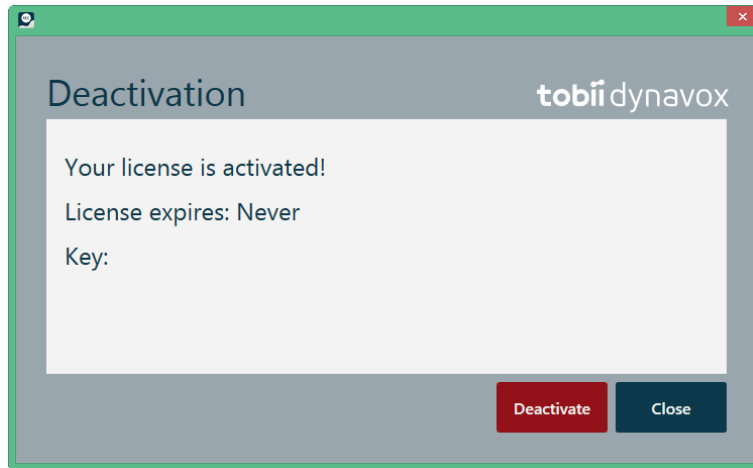 Deactivation
tobii dynavox
Your license is activated!
License expires: Never
Key:
Deactivate
Close